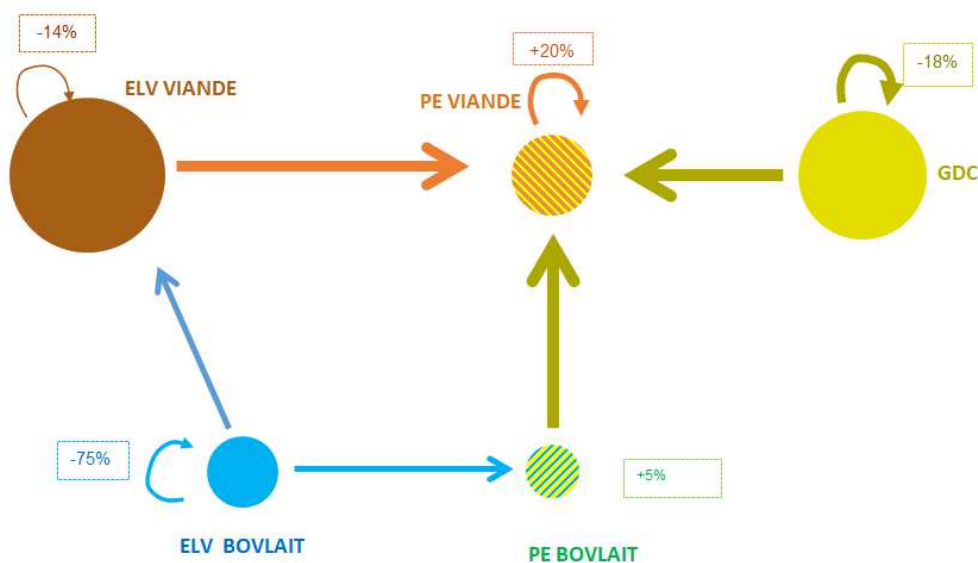 -14%
ELV VIANDE
+20%
PE VIANDE
-18%
GDC
-75%
ELV BOVLAIT
+5%
PE BOVLAIT